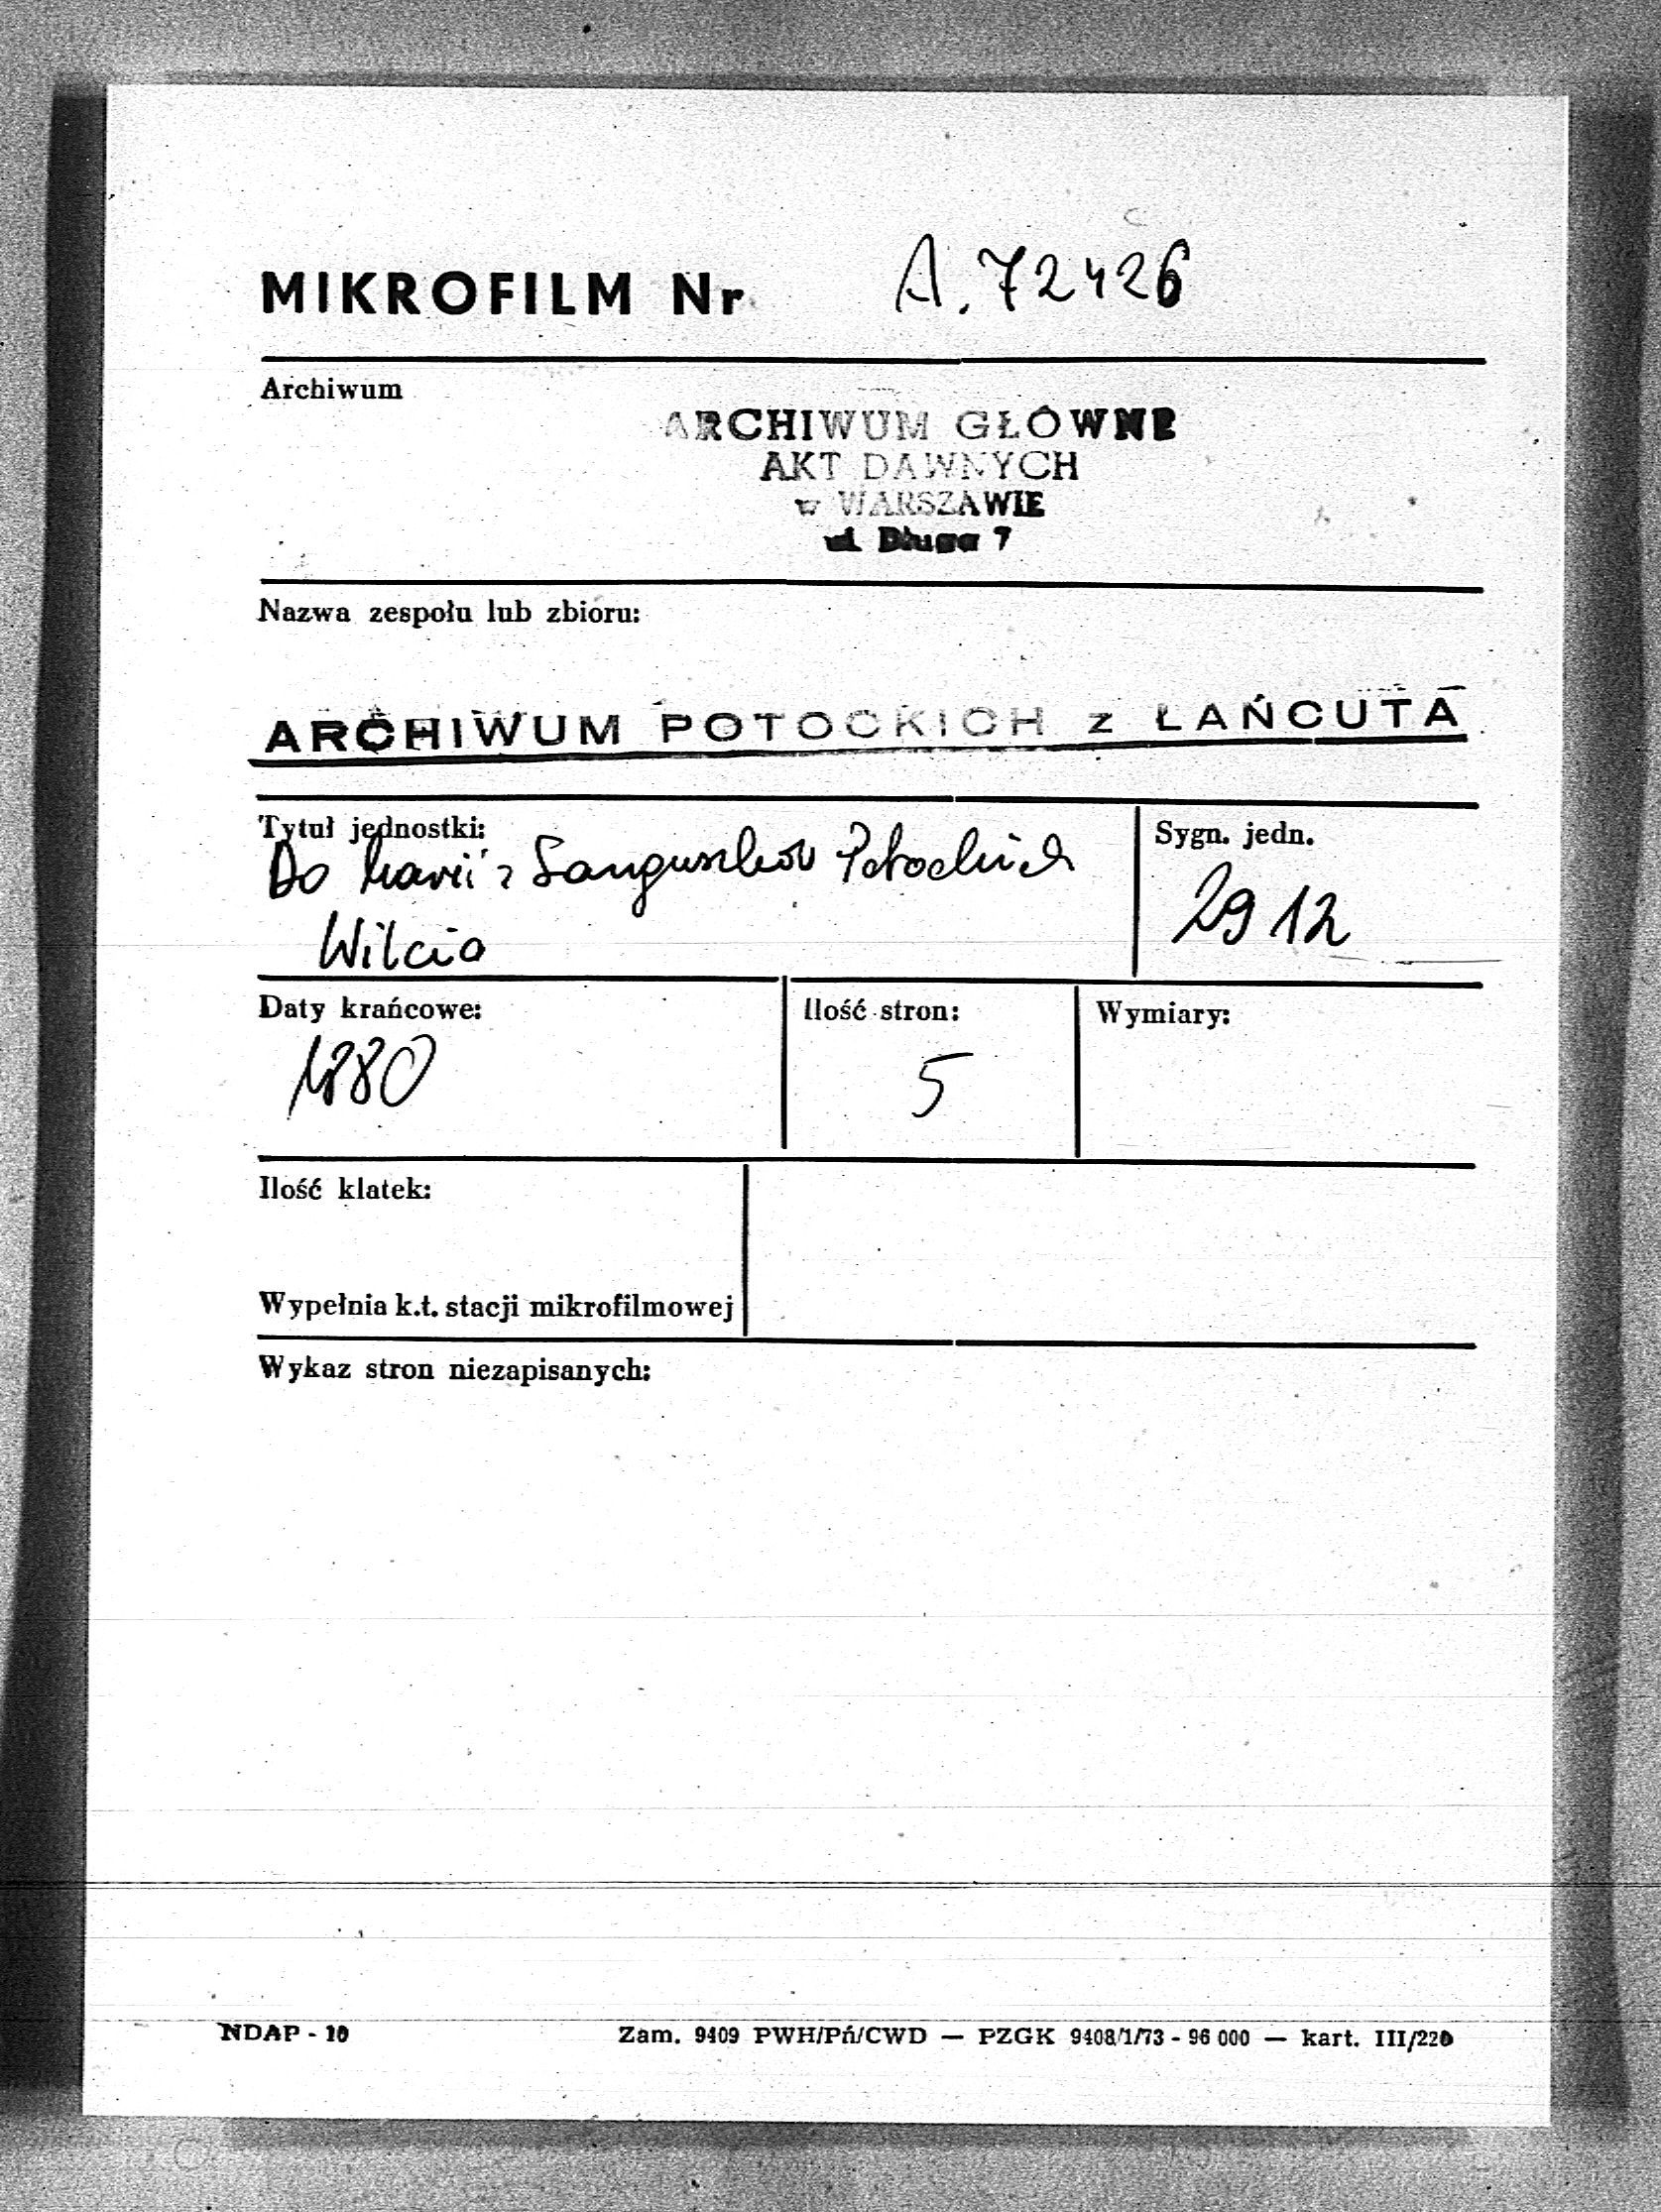 MIKROFILM Nr A. 72426
Archiwum
ARCHIWUM GŁÓWNE
AKT DAWNYCH
w WARSZAWIE
ul. Długa 7
Nazwa zespołu lub zbioru:
ARCHIWUM POTOCKICH z ŁAŃCUTA
Tytuł jednostki: Sygn. jedn.
Do Marii z Sanguszków Potockich 2912
Wilcia
Daty krańcowe: Ilość stron: Wymiary:
1880 5
Ilość klatek:
Wypełnia k.t. stacji mikrofilmowej
Wykaz stron niezapisanych:
NDAP - 10 Zam. 9409 PWH/Pń/CWD — PZGK 9408/1/73 - 96 000 — kart. III/220